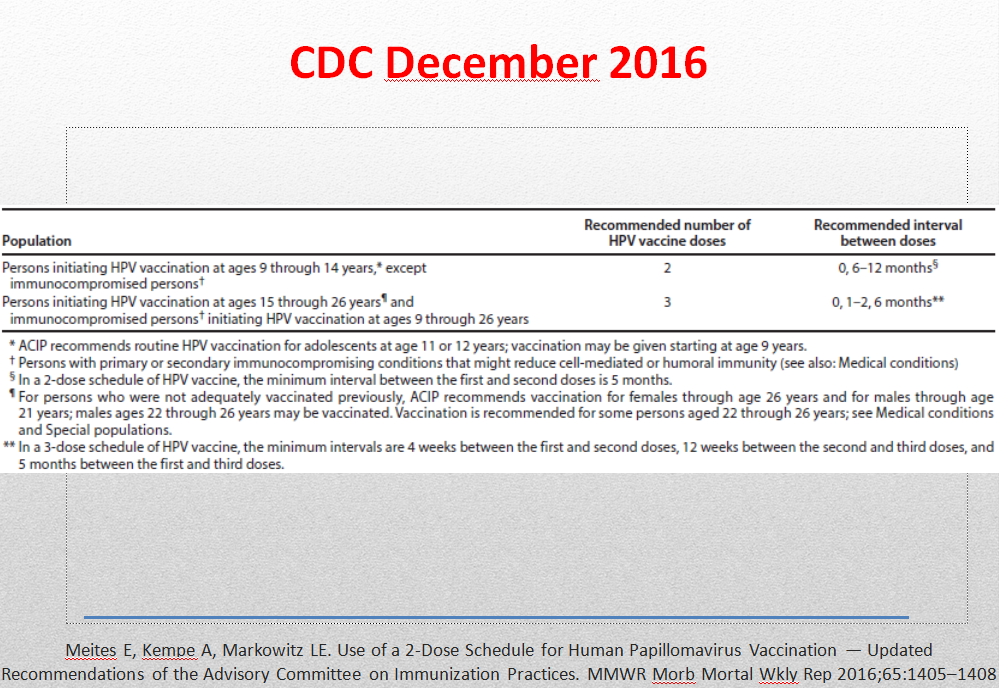 CDC December 2016
Population
Recommended number of
HPV vaccine doses
Recommended interval
between doses
Persons initiating HPV vaccination at ages 9 through 14 years,* except
immunocompromised persons†
2
0, 6–12 months§
Persons initiating HPV vaccination at ages 15 through 26 years¶ and
immunocompromised persons† initiating HPV vaccination at ages 9 through 26 years
3
0, 1–2, 6 months**
* ACIP recommends routine HPV vaccination for adolescents at age 11 or 12 years; vaccination may be given starting at age 9 years.
† Persons with primary or secondary immunocompromising conditions that might reduce cell-mediated or humoral immunity (see also: Medical conditions)
§ In a 2-dose schedule of HPV vaccine, the minimum interval between the first and second doses is 5 months.
¶ For persons who were not adequately vaccinated previously, ACIP recommends vaccination for females through age 26 years and for males through age
21 years; males ages 22 through 26 years may be vaccinated. Vaccination is recommended for some persons aged 22 through 26 years; see Medical conditions
and Special populations.
** In a 3-dose schedule of HPV vaccine, the minimum intervals are 4 weeks between the first and second doses, 12 weeks between the second and third doses, and
5 months between the first and third doses.
Meites E, Kempe A, Markowitz LE. Use of a 2-Dose Schedule for Human Papillomavirus Vaccination — Updated
Recommendations of the Advisory Committee on Immunization Practices. MMWR Morb Mortal Wkly Rep 2016;65:1405–1408